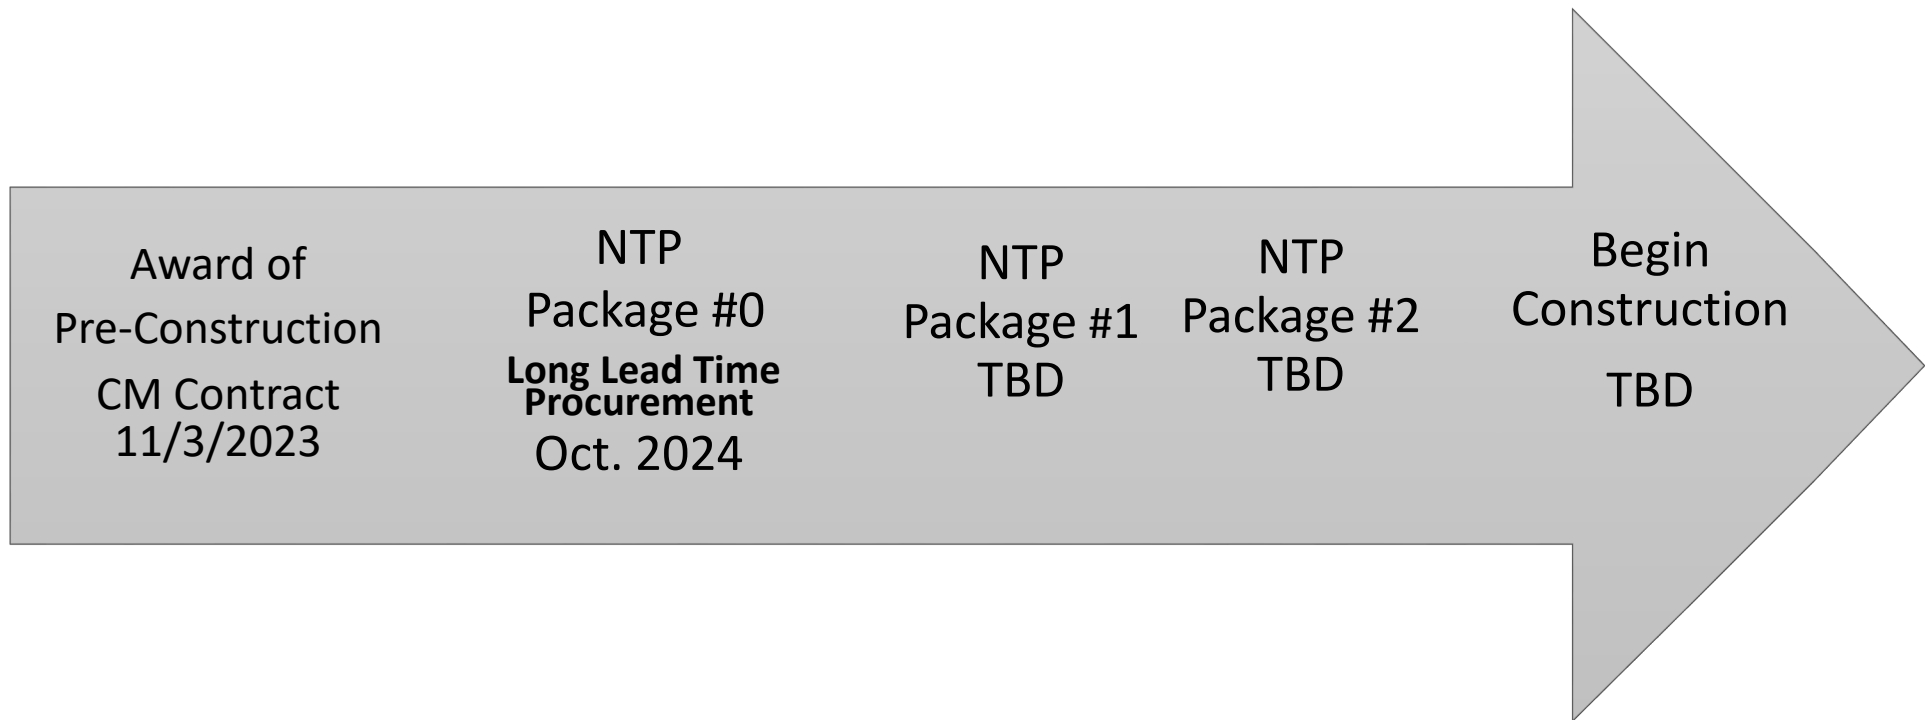 Award of
Pre-Construction
CM Contract
11/3/2023
NTP
Package #0
Long Lead Time
Procurement
Oct. 2024
NTP
Package #1
TBD
NTP
Package #2
TBD
Begin
Construction
TBD